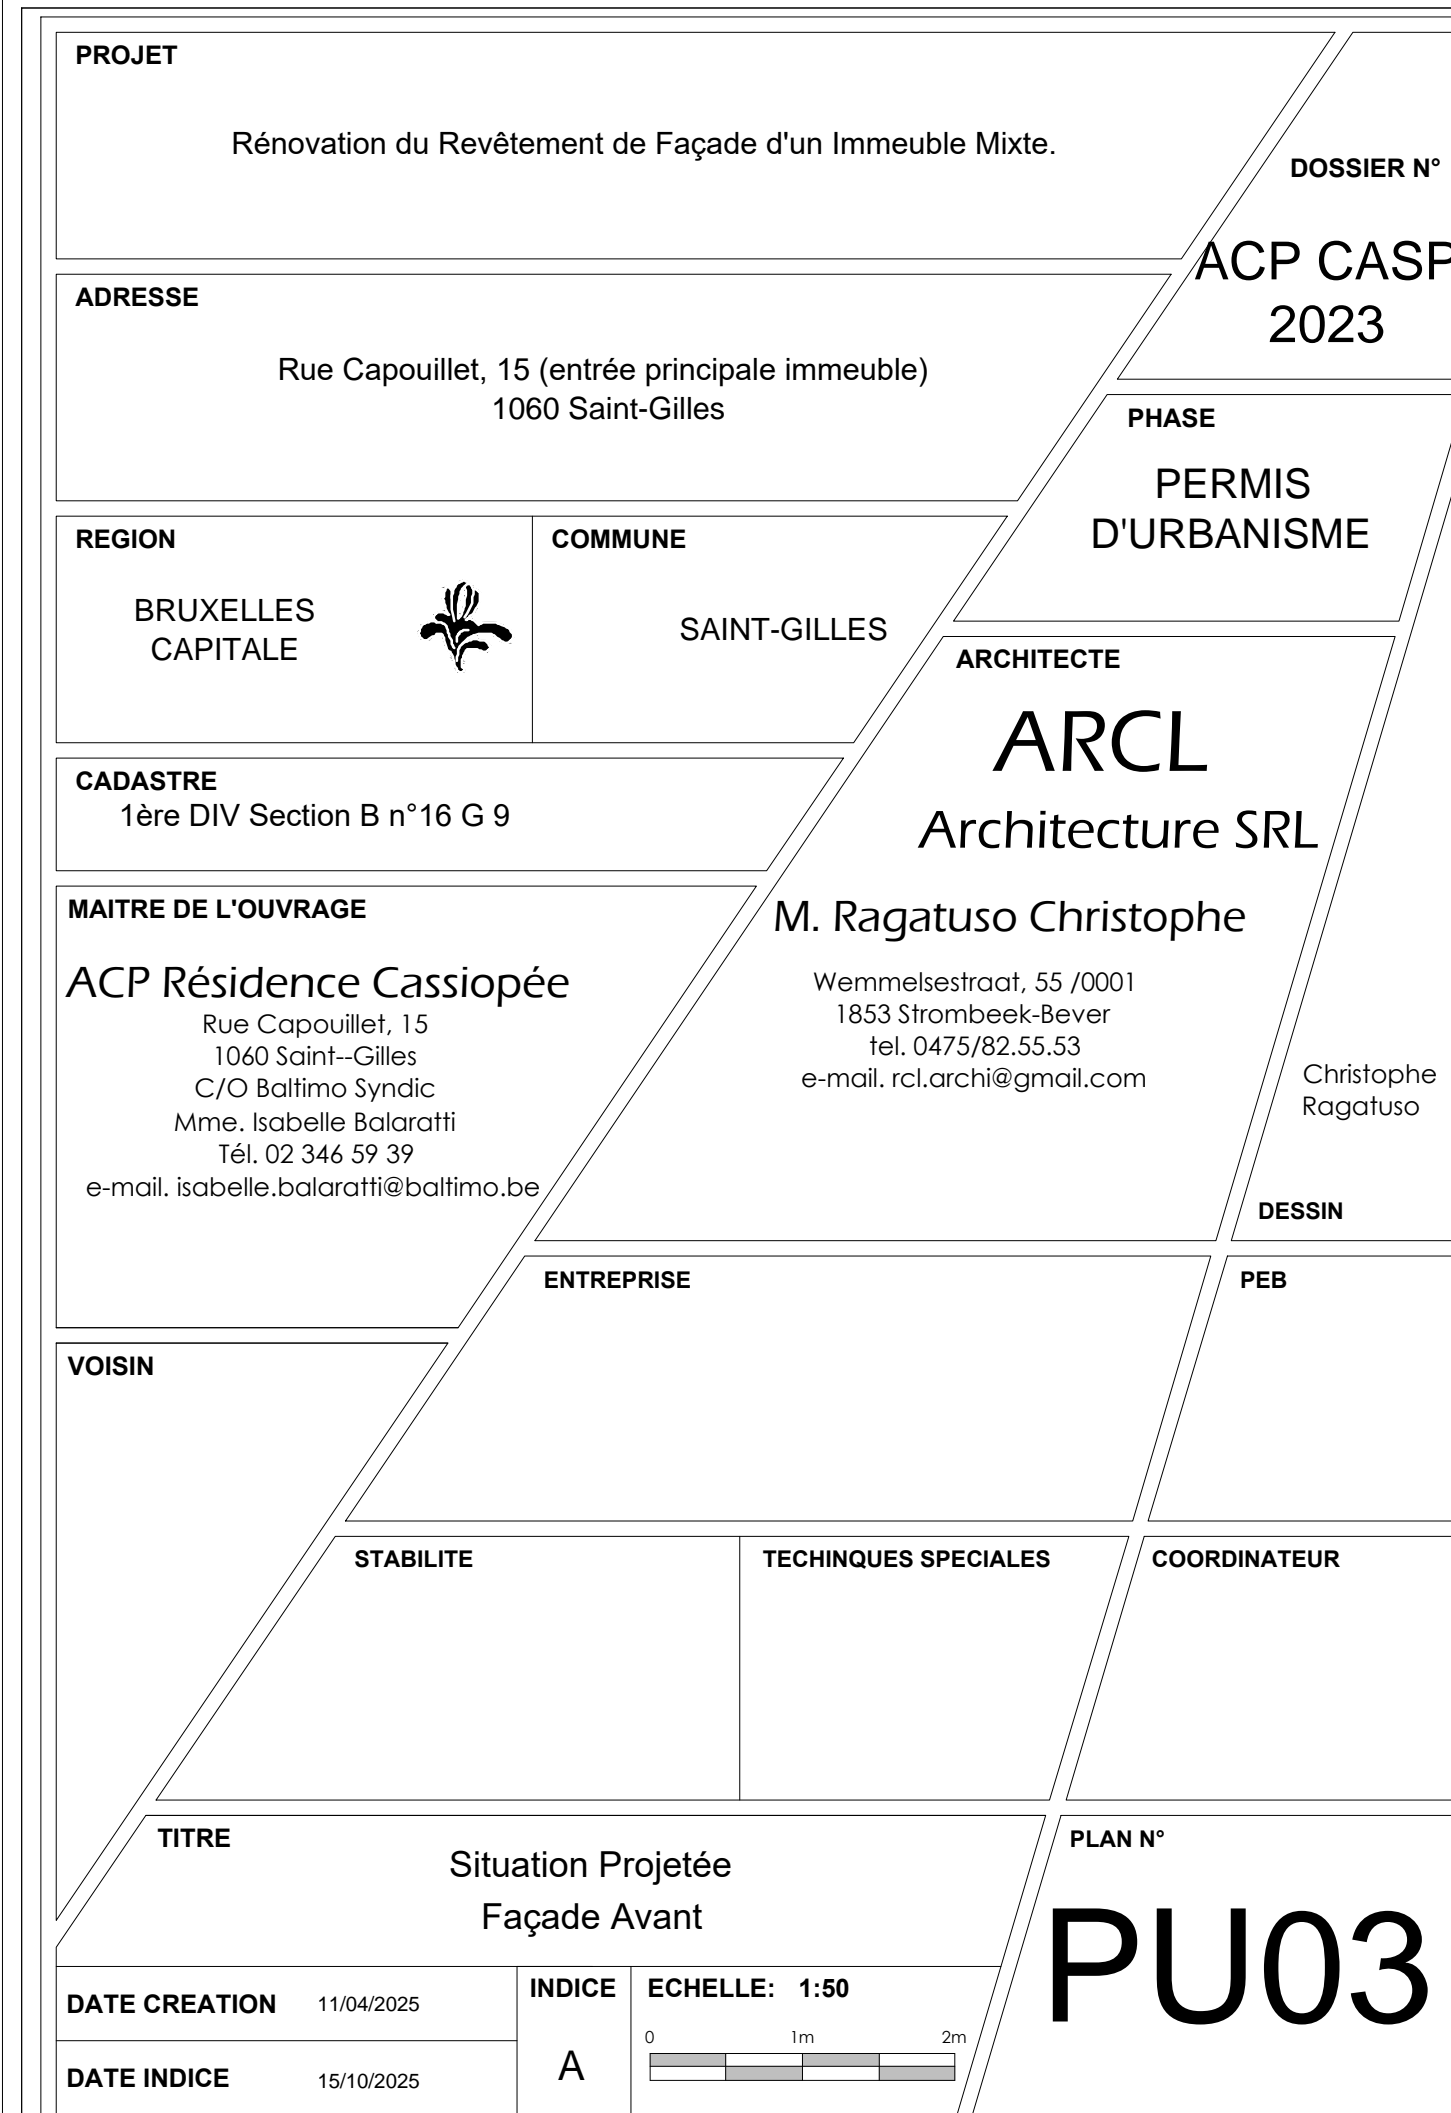 PROJET
Rénovation du Revêtement de Façade d'un Immeuble Mixte.
DOSSIER N°
ACP CASP
2023
ADRESSE
Rue Capouillet, 15 (entrée principale immeuble)
1060 Saint-Gilles
PHASE
PERMIS
D'URBANISME
REGION
BRUXELLES
CAPITALE
COMMUNE
SAINT-GILLES
ARCHITECTE
ARCL
Architecture SRL
M. Ragatuso Christophe
Wemmelsestraat, 55 /0001
1853 Strombeek-Bever
tel. 0475/82.55.53
e-mail. rcl.archi@gmail.com
CADASTRE
1ère DIV Section B n°16 G 9
MAITRE DE L'OUVRAGE
ACP Résidence Cassiopée
Rue Capouillet, 15
1060 Saint--Gilles
C/O Baltimo Syndic
Mme. Isabelle Balaratti
Tél. 02 346 59 39
e-mail. isabelle.balaratti@baltimo.be
Christophe
Ragatuso
DESSIN
ENTREPRISE
PEB
VOISIN
STABILITE
TECHINQUES SPECIALES
COORDINATEUR
TITRE
Situation Projetée
Façade Avant
PLAN N°
PU03
DATE CREATION 11/04/2025
DATE INDICE 15/10/2025
INDICE
A
ECHELLE: 1:50
0 1m 2m